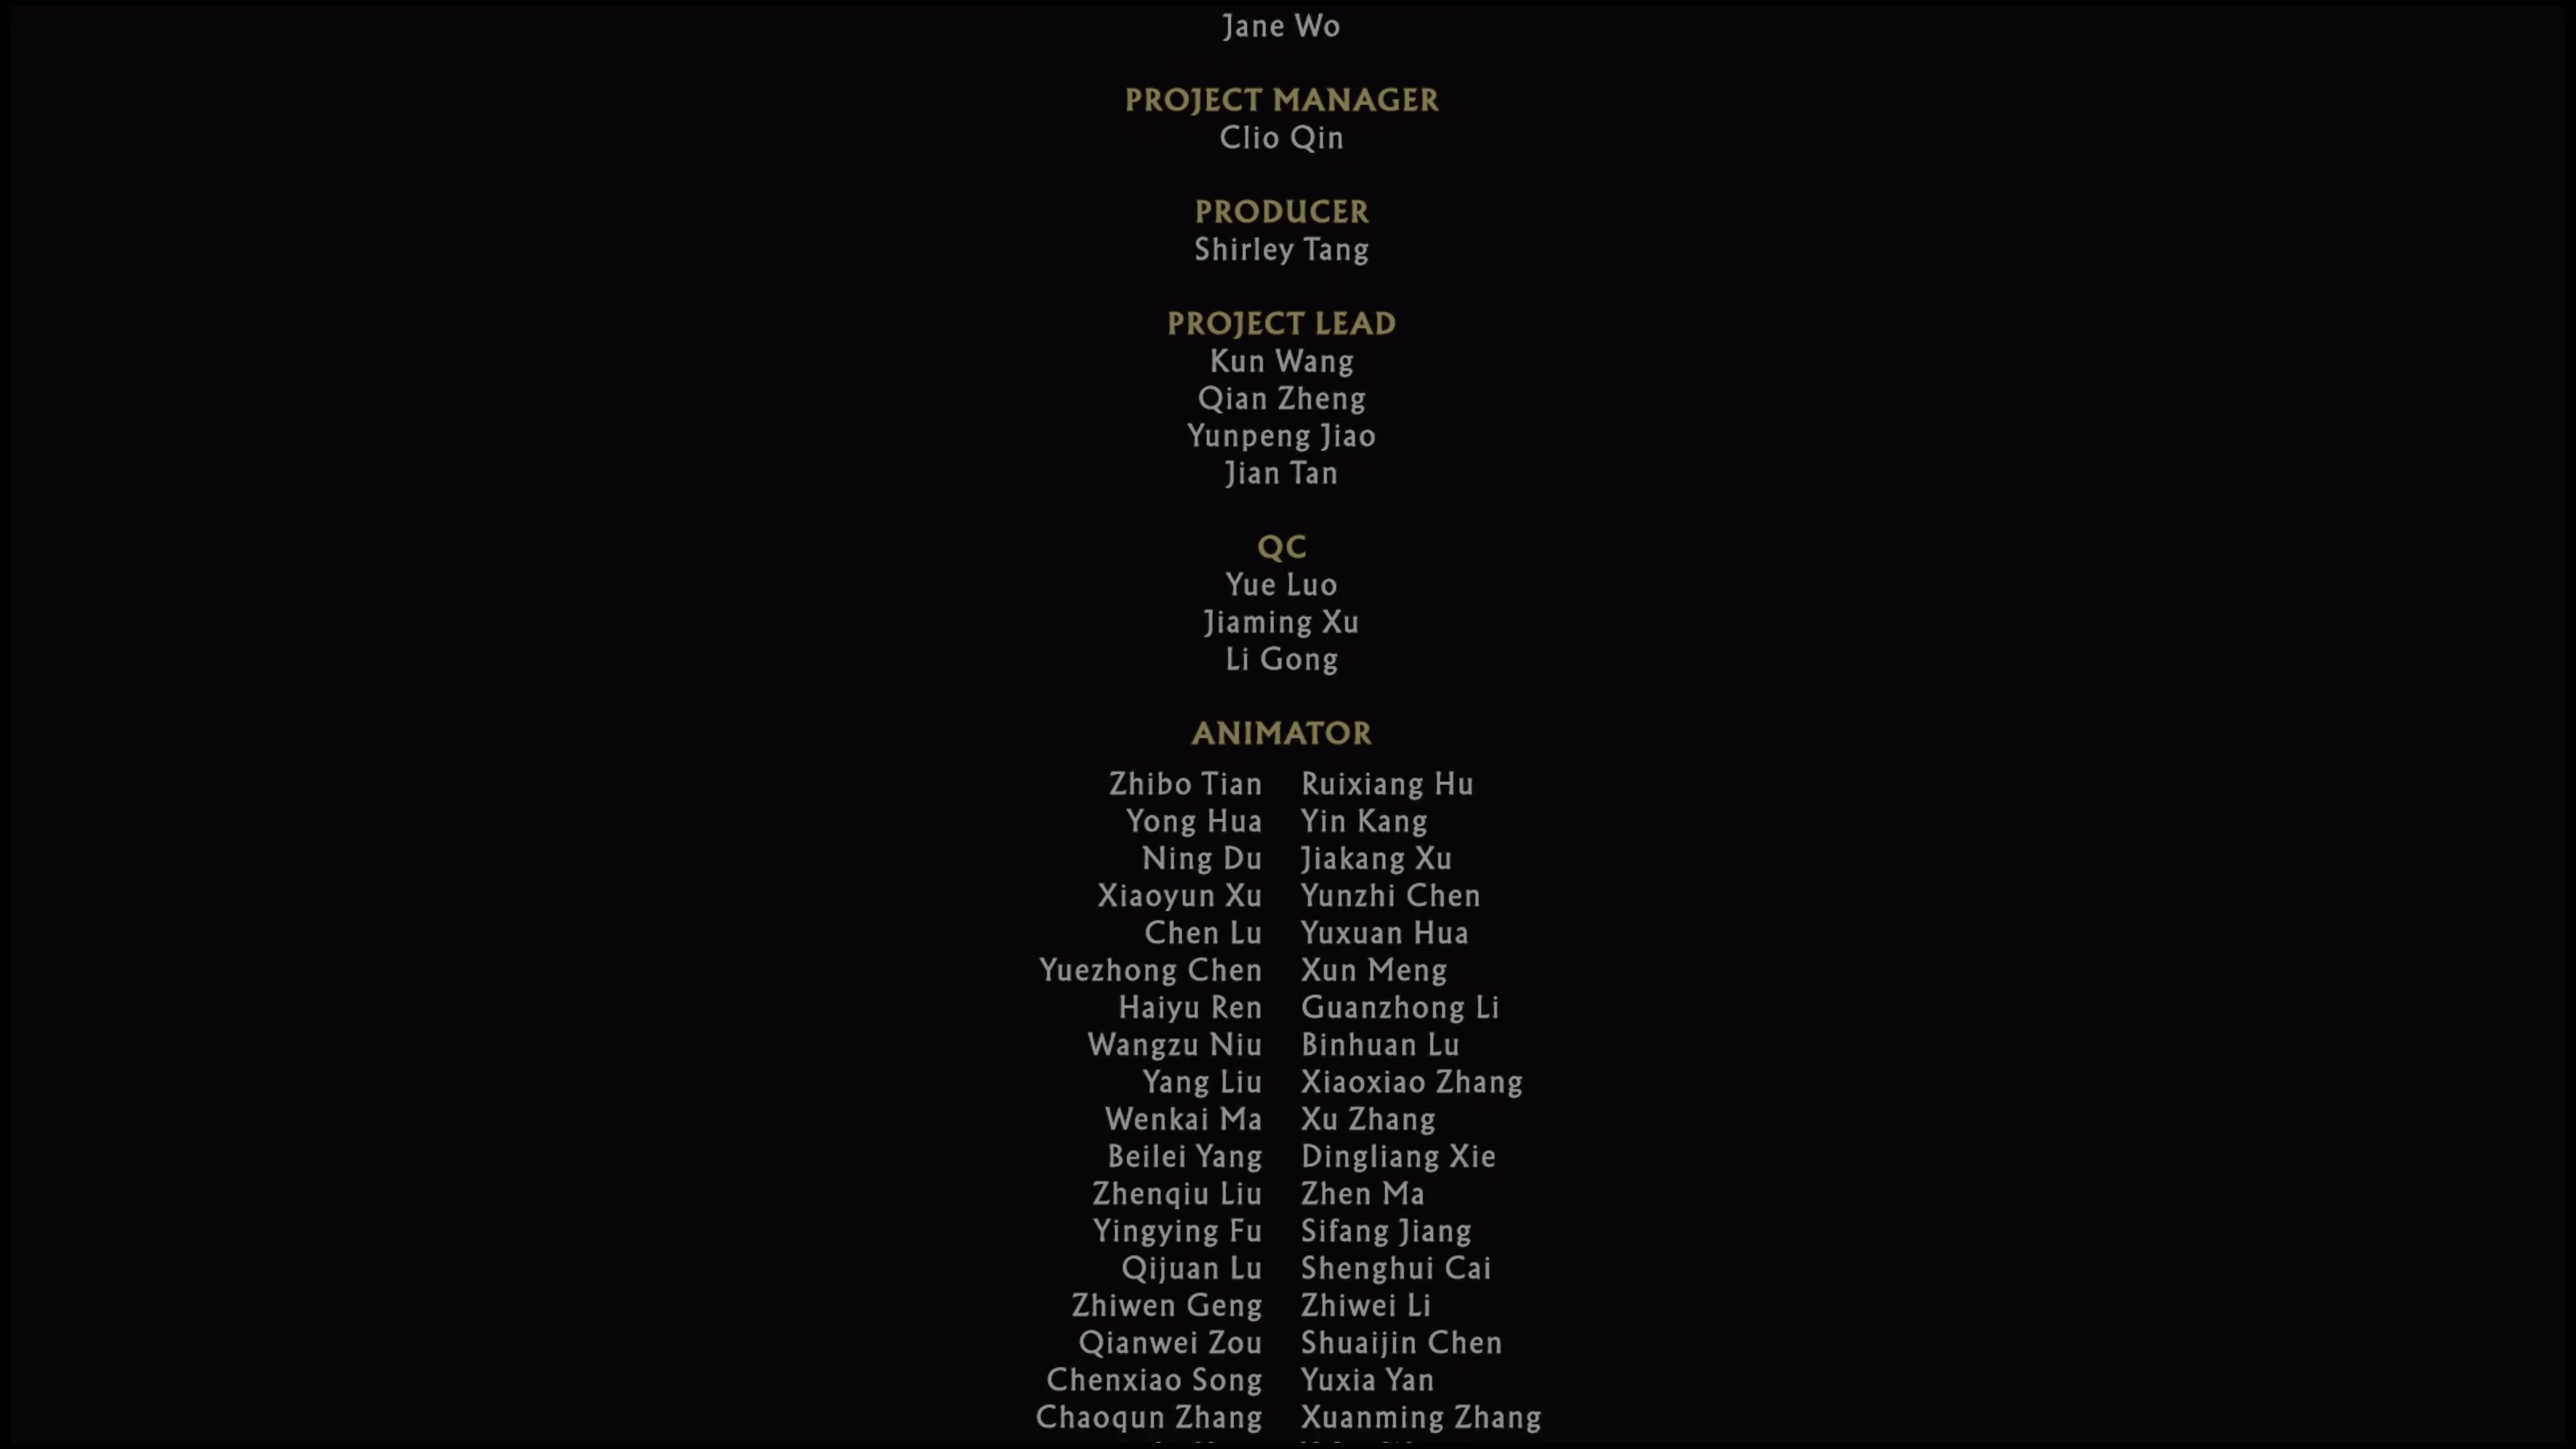 Jane Wo
PROJECT MANAGER
Clio Qin
PRODUCER
Shirley Tang
PROJECT LEAD
Kun Wang
Qian Zheng
Yunpeng Jiao
Jian Tan
QC
Yue Luo
Jiaming Xu
Li Gong
ANIMATOR
Zhibo Tian Ruixiang Hu
Yong Hua Yin Kang
Ning Du Jiakang Xu
Xiaoyun Xu Yunzhi Chen
Chen Lu Yuxuan Hua
Yuezhong Chen Xun Meng
Haiyu Ren Guanzhong Li
Wangzu Niu Binhuan Lu
Yang Liu Xiaoxiao Zhang
Wenkai Ma Xu Zhang
Beilei Yang Dingliang Xie
Zhenqiu Liu Zhen Ma
Yingying Fu Sifang Jiang
Qijuan Lu Shenghui Cai
Zhiwen Geng Zhiwei Li
Qianwei Zou Shuaijin Chen
Chenxiao Song Yuxia Yan
Chaoqun Zhang Xuanming Zhang